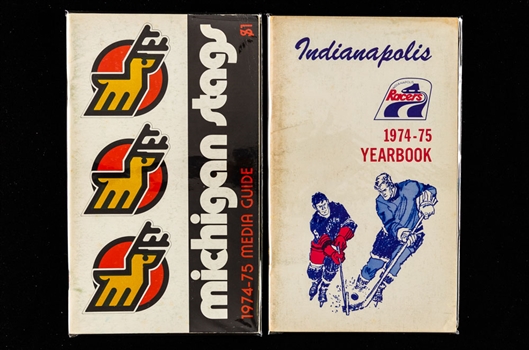 michigan stags
1974-75 MEDIA GUIDE
$1
Indianapolis
Racers
1974-75
YEARBOOK